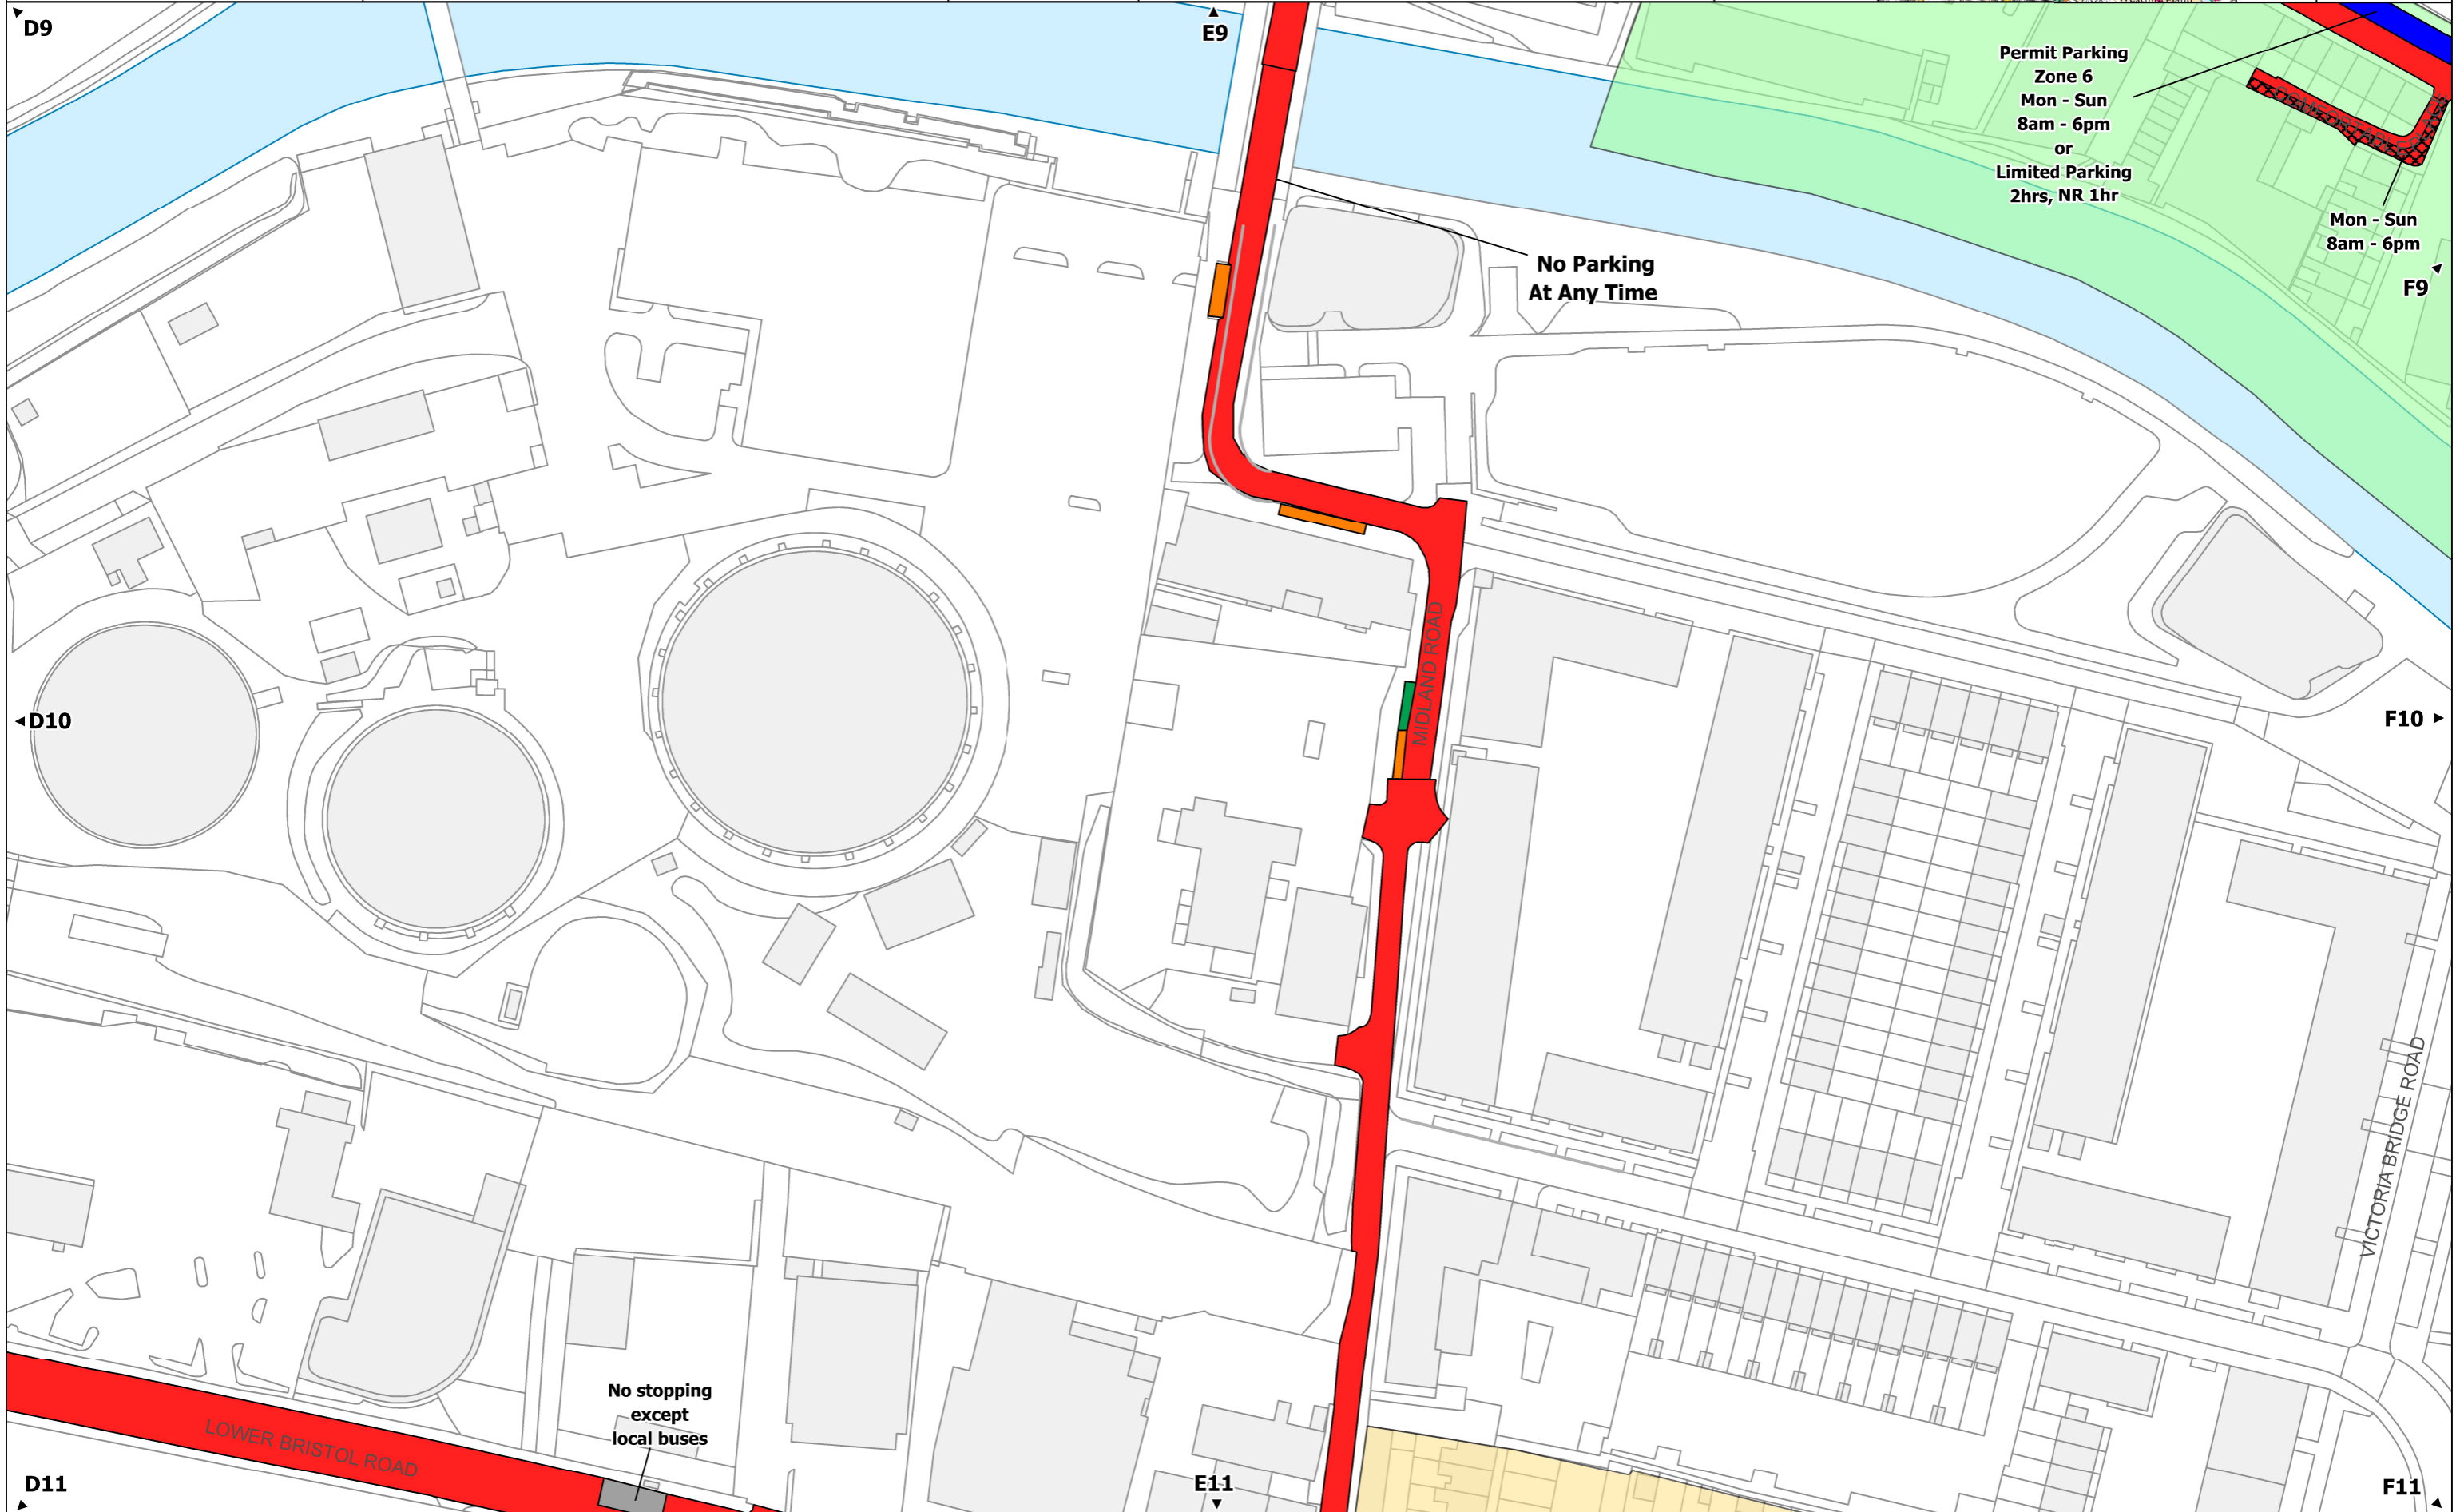 D9
E9
Permit Parking
Zone 6
Mon - Sun
8am - 6pm
or
Limited Parking
2hrs, NR 1hr
Mon - Sun
8am - 6pm
F9
No Parking
At Any Time
MIDLAND ROAD
D10
F10
VICTORIA BRIDGE ROAD
No stopping
except
local buses
LOWER BRISTOL ROAD
D11
E11
F11